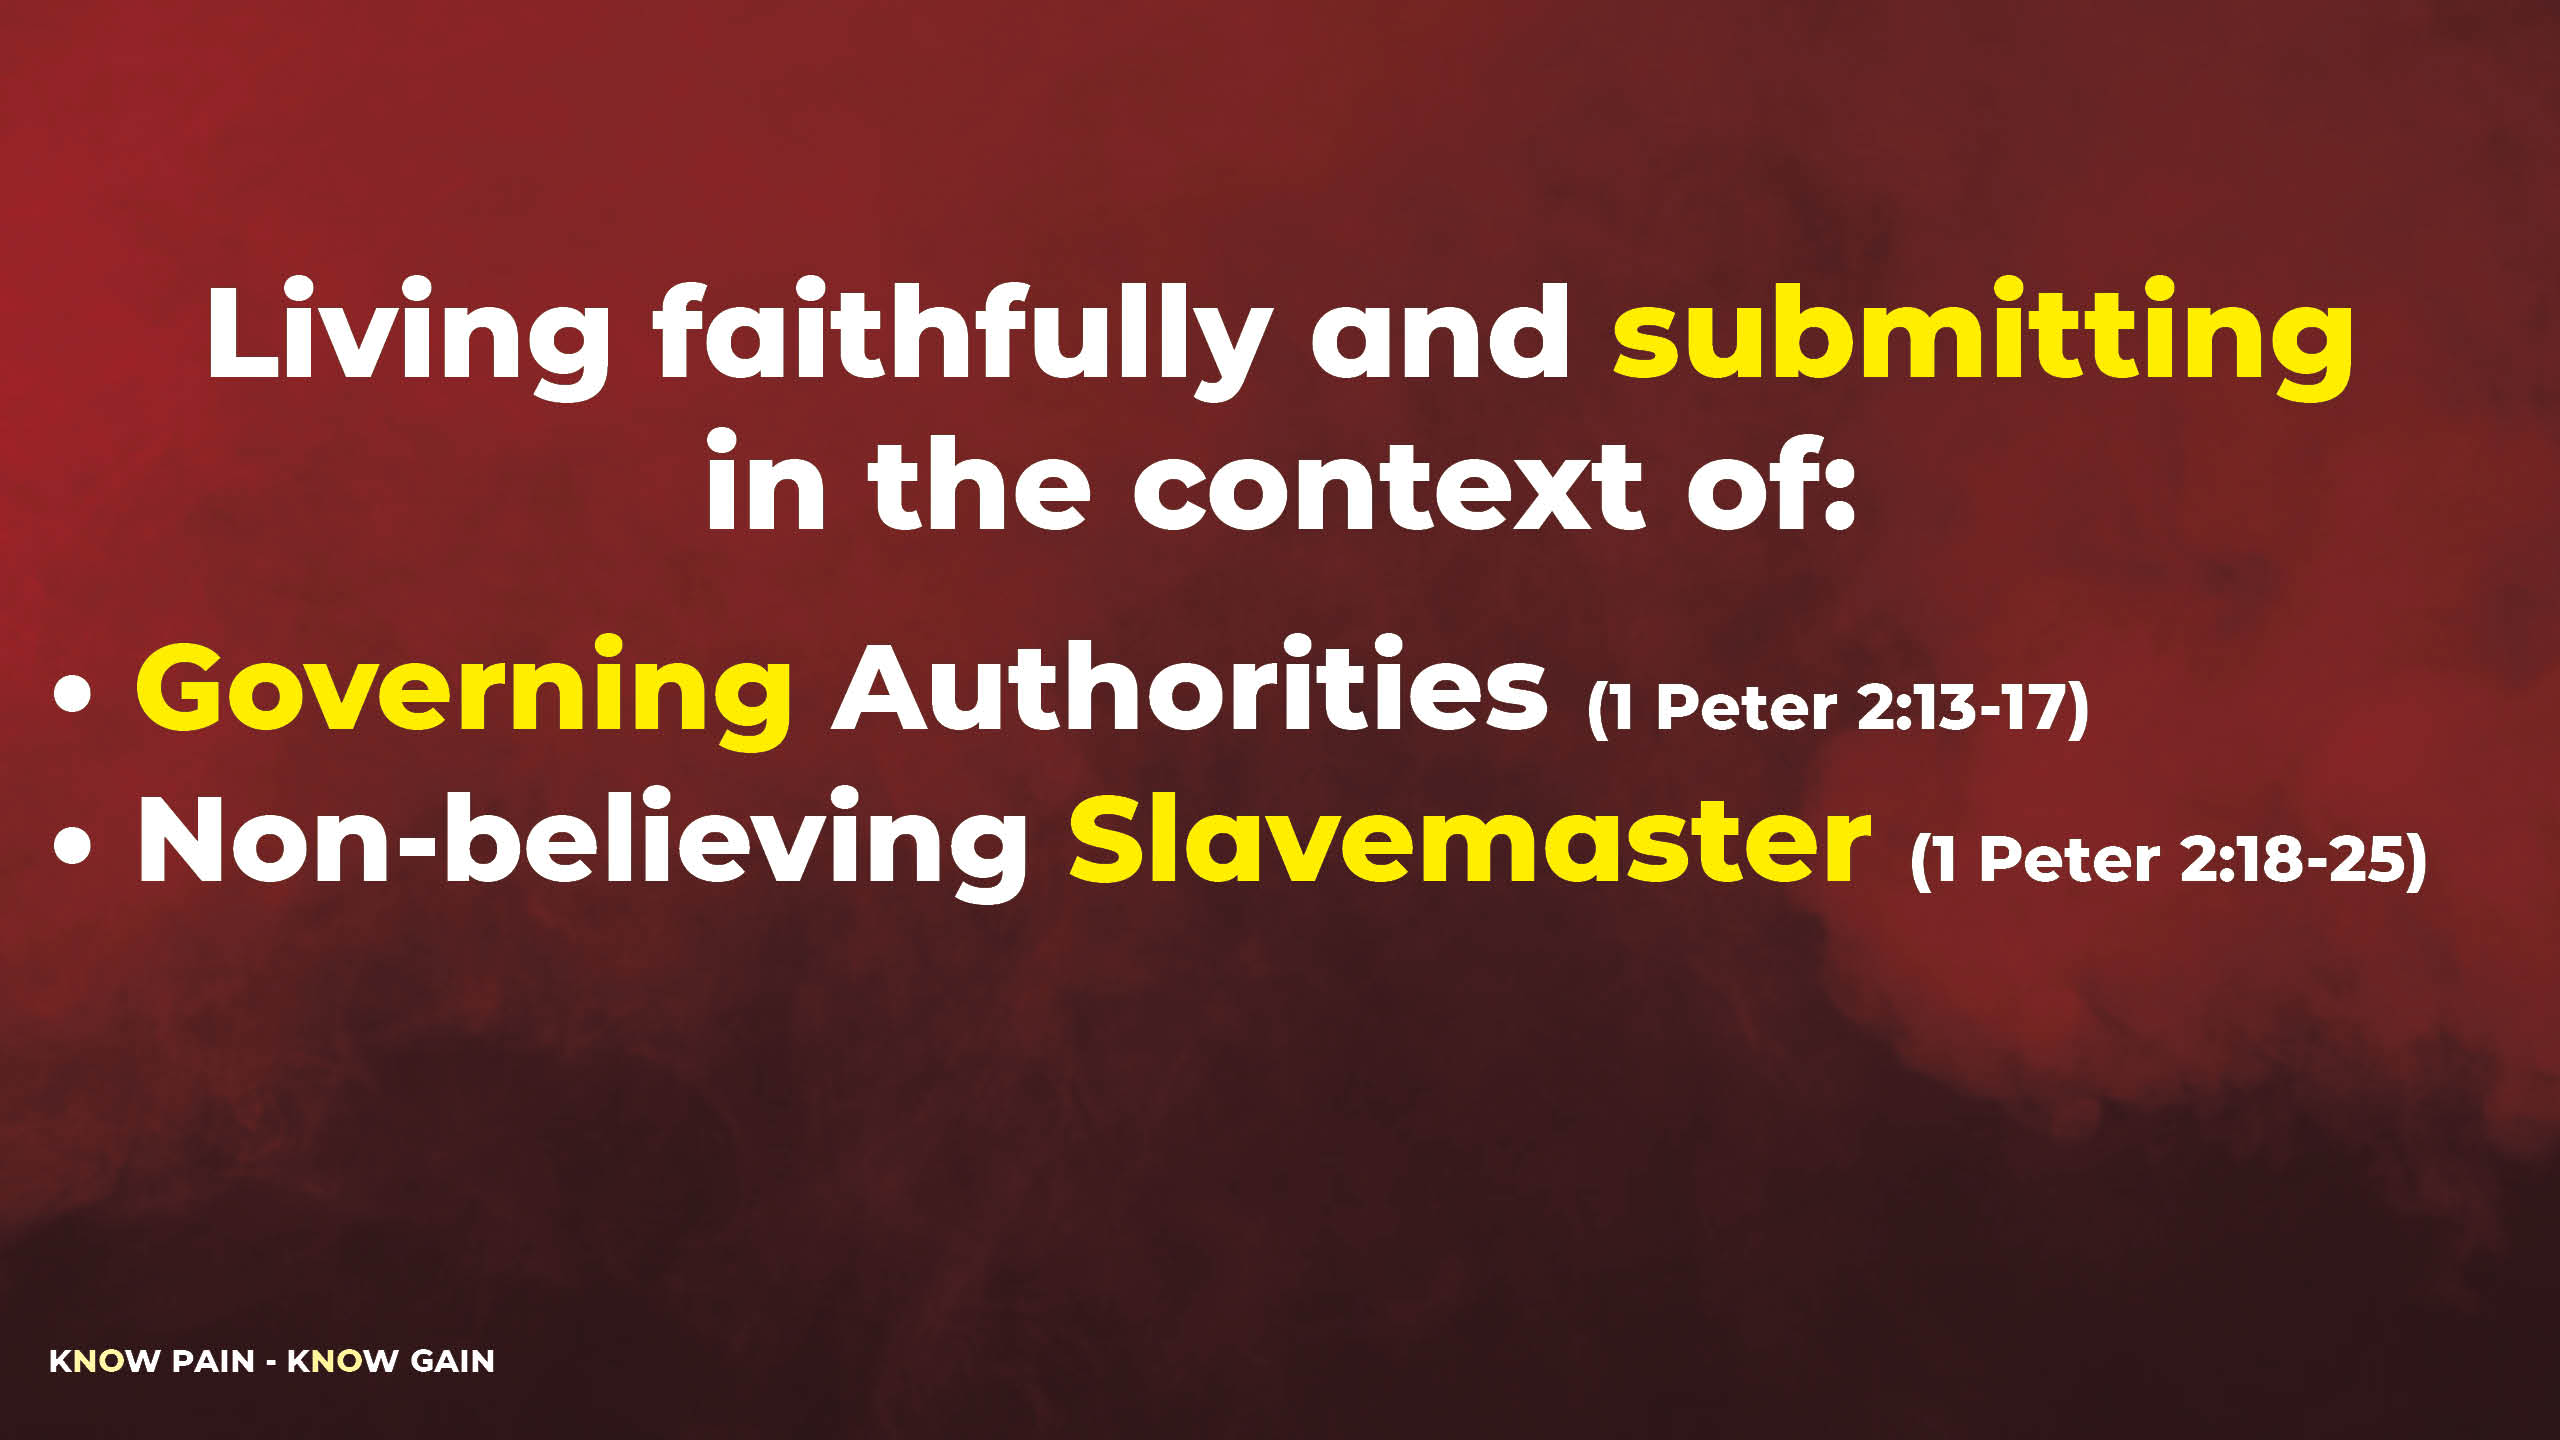 Living faithfully and submitting
in the context of:
• Governing Authorities (1 Peter 2:13-17)
• Non-believing Slavemaster (1 Peter 2:18-25)
KNOW PAIN - KNOW GAIN